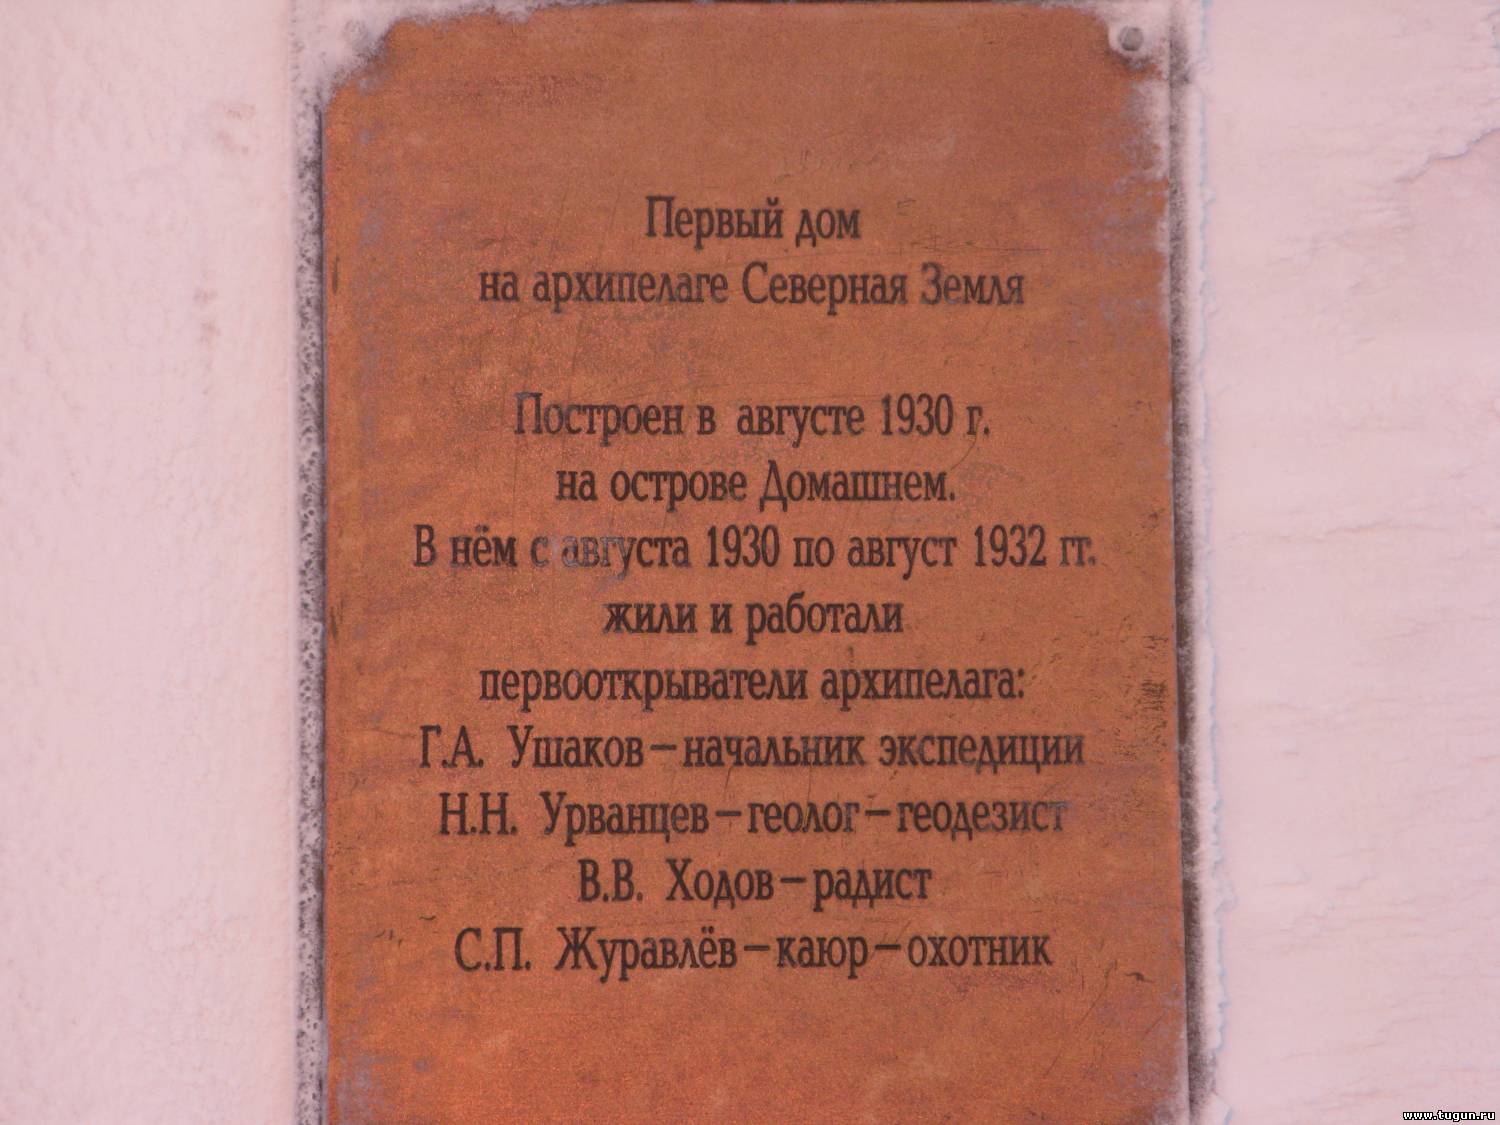 Первый дом
на архипелаге Северная Земля
Построен в августе 1930 г.
на острове Домашнем.
В нём с августа 1930 по август 1932 гг.
жили и работали
первооткрыватели архипелага:
Г.А. Ушаков – начальник экспедиции
Н.Н. Урванцев – геолог – геодезист
В.В. Ходов – радист
С.П. Журавлёв – каюр – охотник
www.tugun.ru